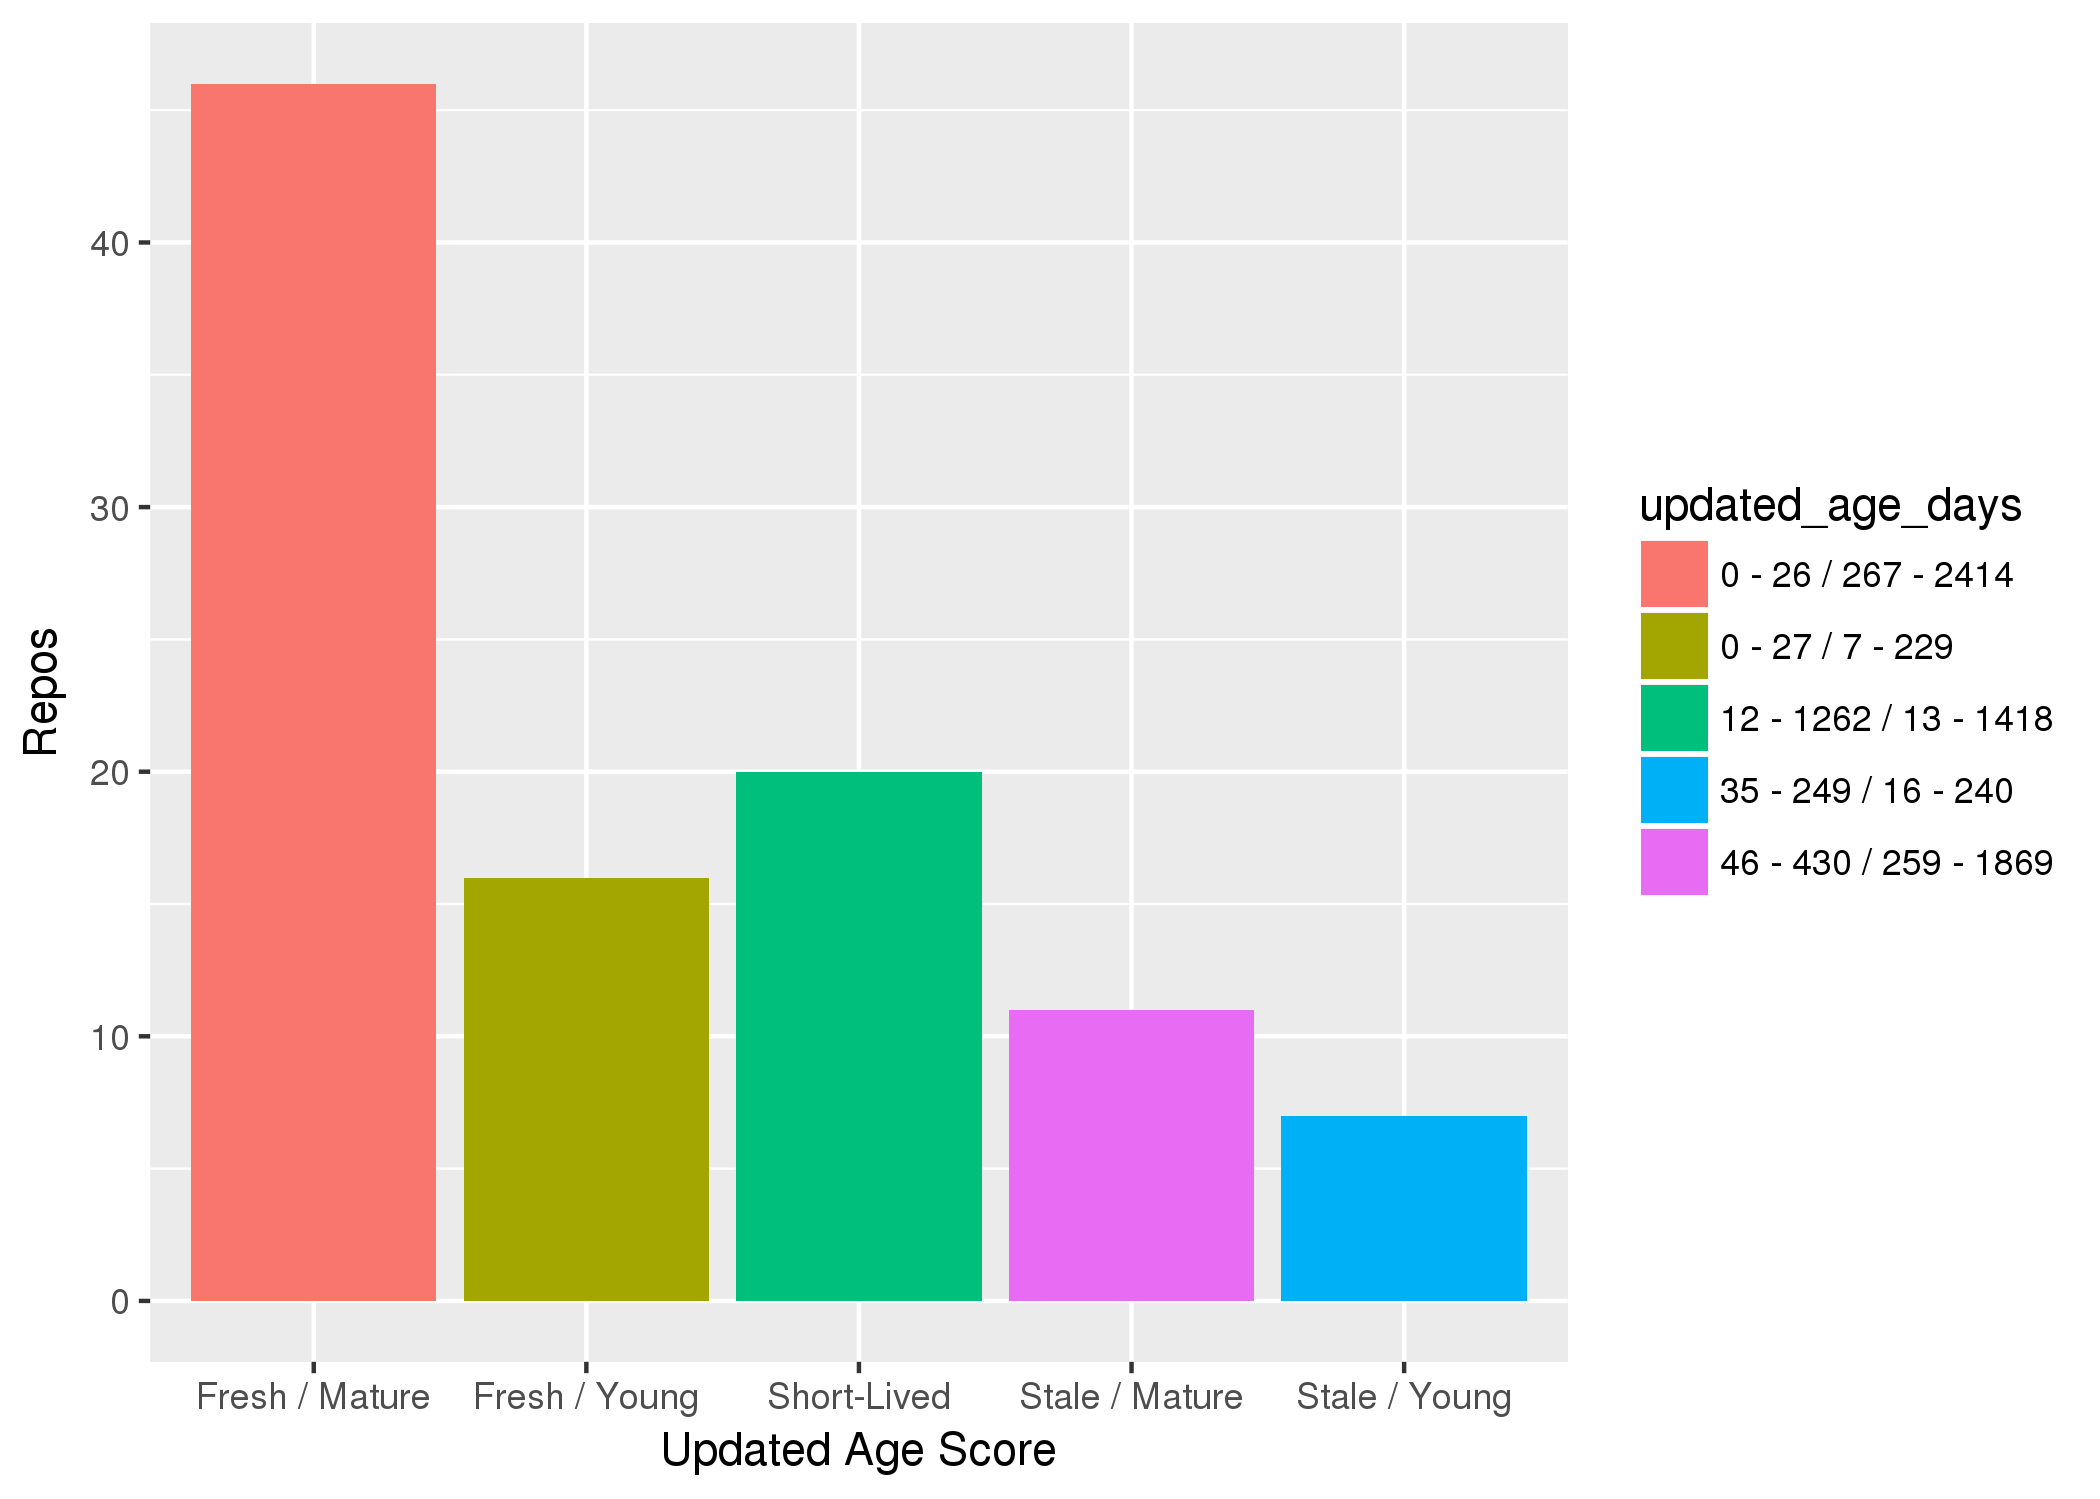 40
30
20
10
0
Repos
Fresh / Mature Fresh / Young Short-Lived Stale / Mature Stale / Young
Updated Age Score
updated_age_days
0 - 26 / 267 - 2414
0 - 27 / 7 - 229
12 - 1262 / 13 - 1418
35 - 249 / 16 - 240
46 - 430 / 259 - 1869